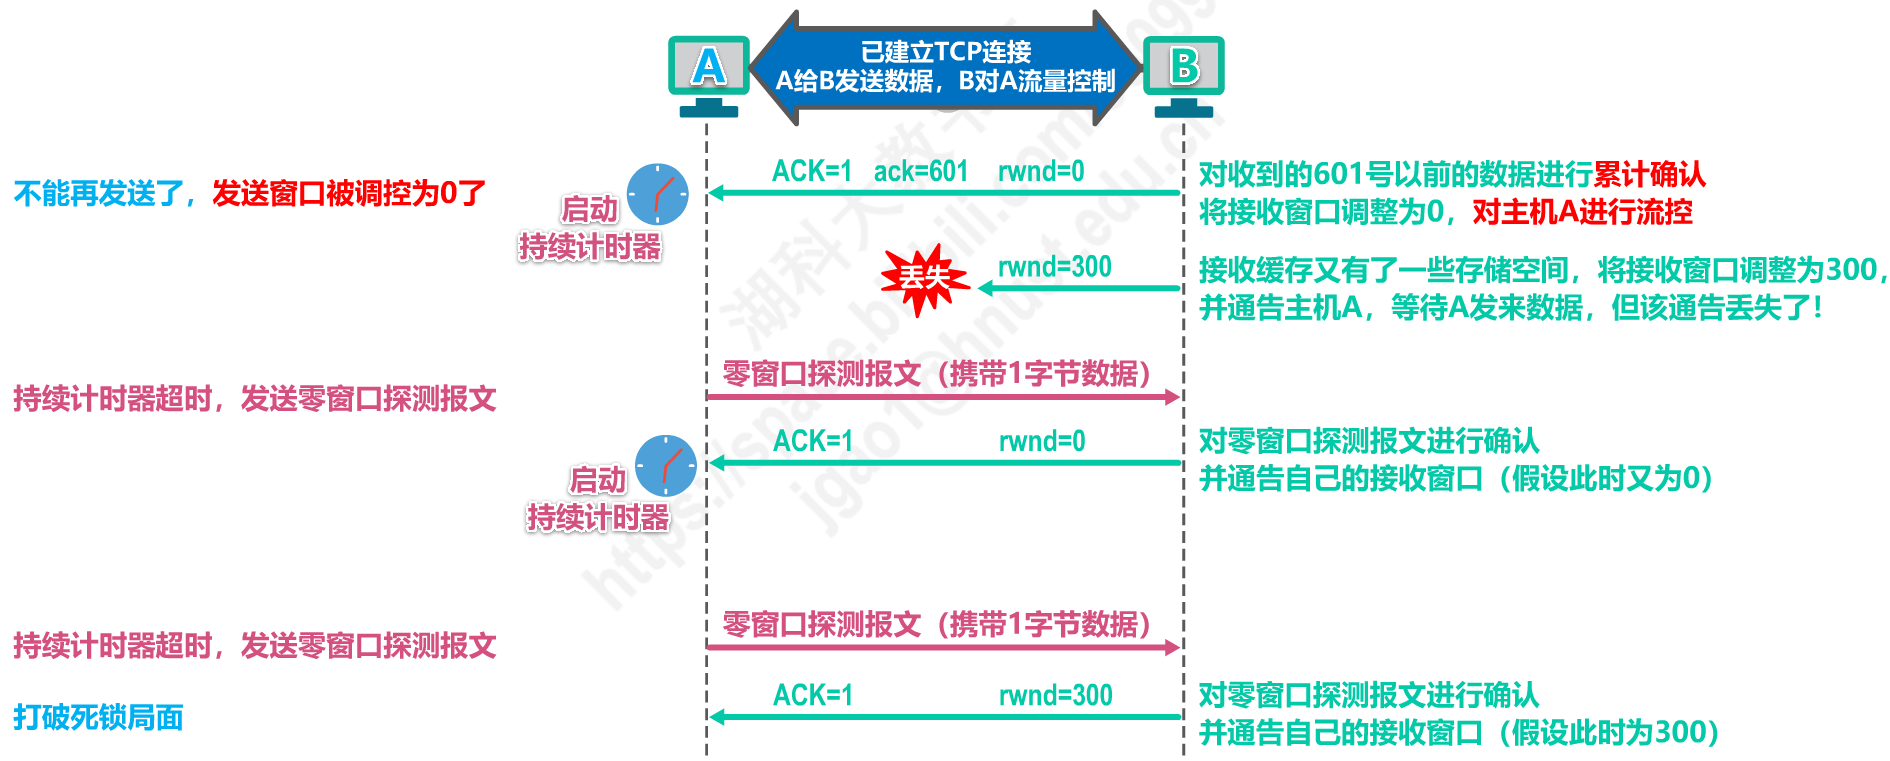 已建立TCP连接
A给B发送数据，B对A流量控制
A
B
ACK=1 ack=601 rwnd=0
对收到的601号以前的数据进行累计确认
将接收窗口调整为0，对主机A进行流控
不能再发送了，发送窗口被调控为0了
启动
持续计时器
丢失
rwnd=300
接收缓存又有了一些存储空间，将接收窗口调整为300，
并通告主机A，等待A发来数据，但该通告丢失了！
零窗口探测报文（携带1字节数据）
持续计时器超时，发送零窗口探测报文
ACK=1 rwnd=0
对零窗口探测报文进行确认
并通告自己的接收窗口（假设此时又为0）
启动
持续计时器
零窗口探测报文（携带1字节数据）
持续计时器超时，发送零窗口探测报文
ACK=1 rwnd=300
对零窗口探测报文进行确认
并通告自己的接收窗口（假设此时为300）
打破死锁局面
湖科大教书
jgao1@hnust.edu.cn